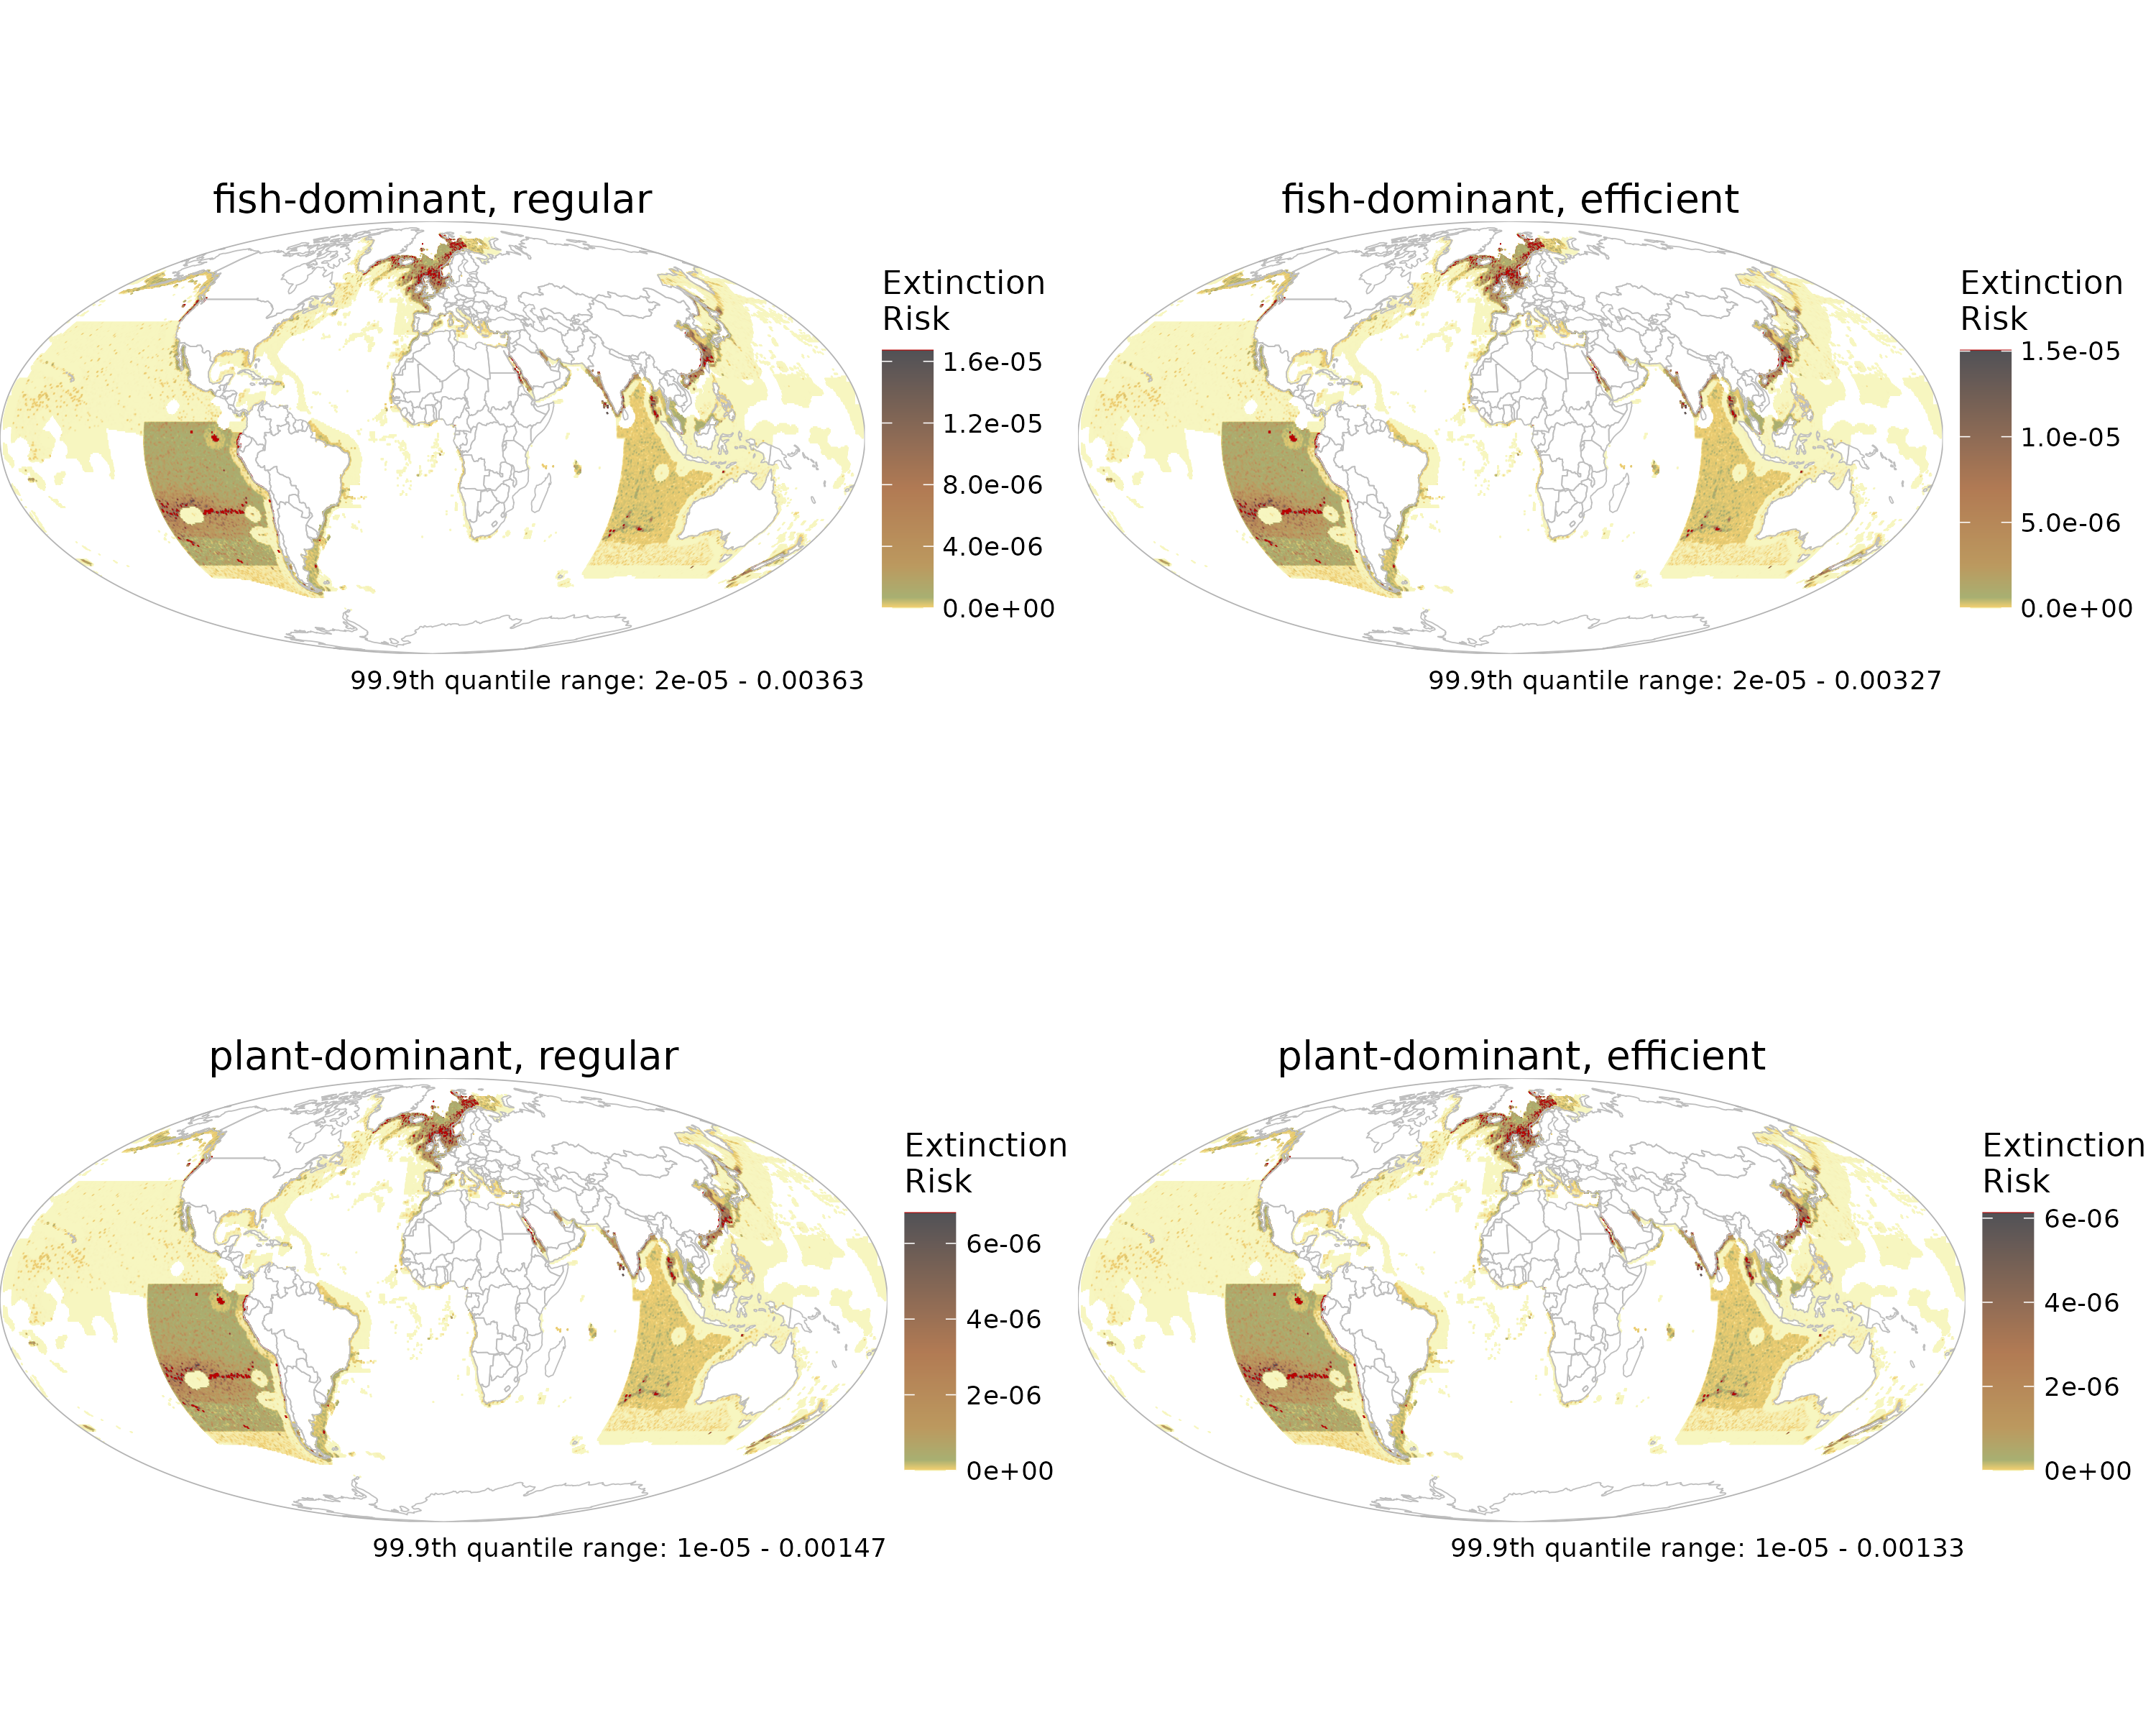 fish-dominant, regular
Extinction
Risk
1.6e-05
1.2e-05
8.0e-06
4.0e-06
0.0e+00
99.9th quantile range: 2e-05 - 0.00363
fish-dominant, efficient
Extinction
Risk
1.5e-05
1.0e-05
5.0e-06
0.0e+00
99.9th quantile range: 2e-05 - 0.00327
plant-dominant, regular
Extinction
Risk
6e-06
4e-06
2e-06
0e+00
99.9th quantile range: 1e-05 - 0.00147
plant-dominant, efficient
Extinction
Risk
6e-06
4e-06
2e-06
0e+00
99.9th quantile range: 1e-05 - 0.00133